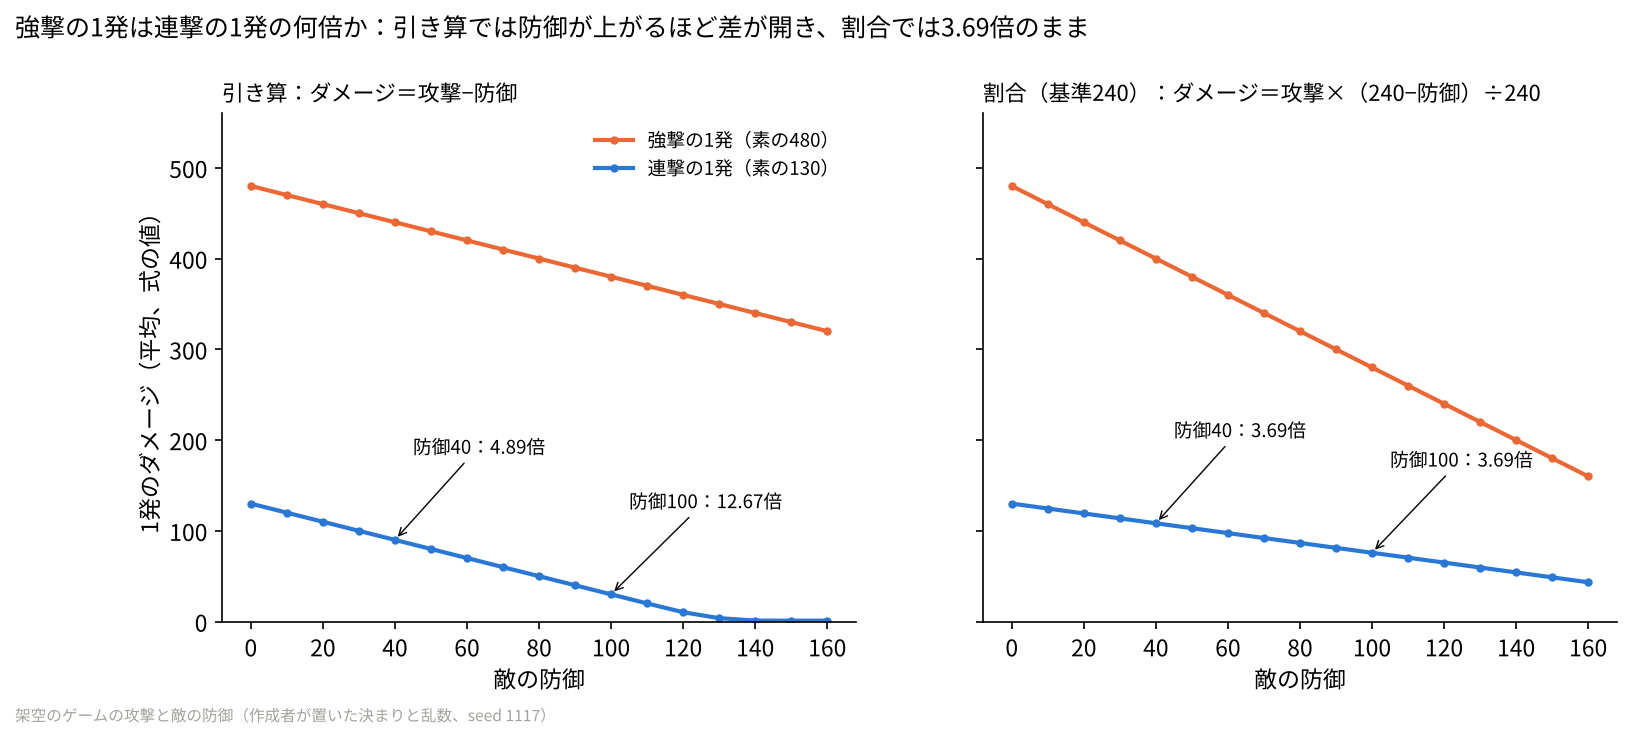 強撃の1発は連撃の1発の何倍か：引き算では防御が上がるほど差が開き、割合では3.69倍のまま
引き算：ダメージ＝攻撃−防御
強撃の1発（素の480）
連撃の1発（素の130）
1発のダメージ（平均、式の値）
500
400
300
200
100
0
防御40：4.89倍
防御100：12.67倍
0 20 40 60 80 100 120 140 160
敵の防御
割合（基準240）：ダメージ＝攻撃×（240−防御）÷240
防御40：3.69倍
防御100：3.69倍
0 20 40 60 80 100 120 140 160
敵の防御
架空のゲームの攻撃と敵の防御（作成者が置いた決まりと乱数、seed 1117）